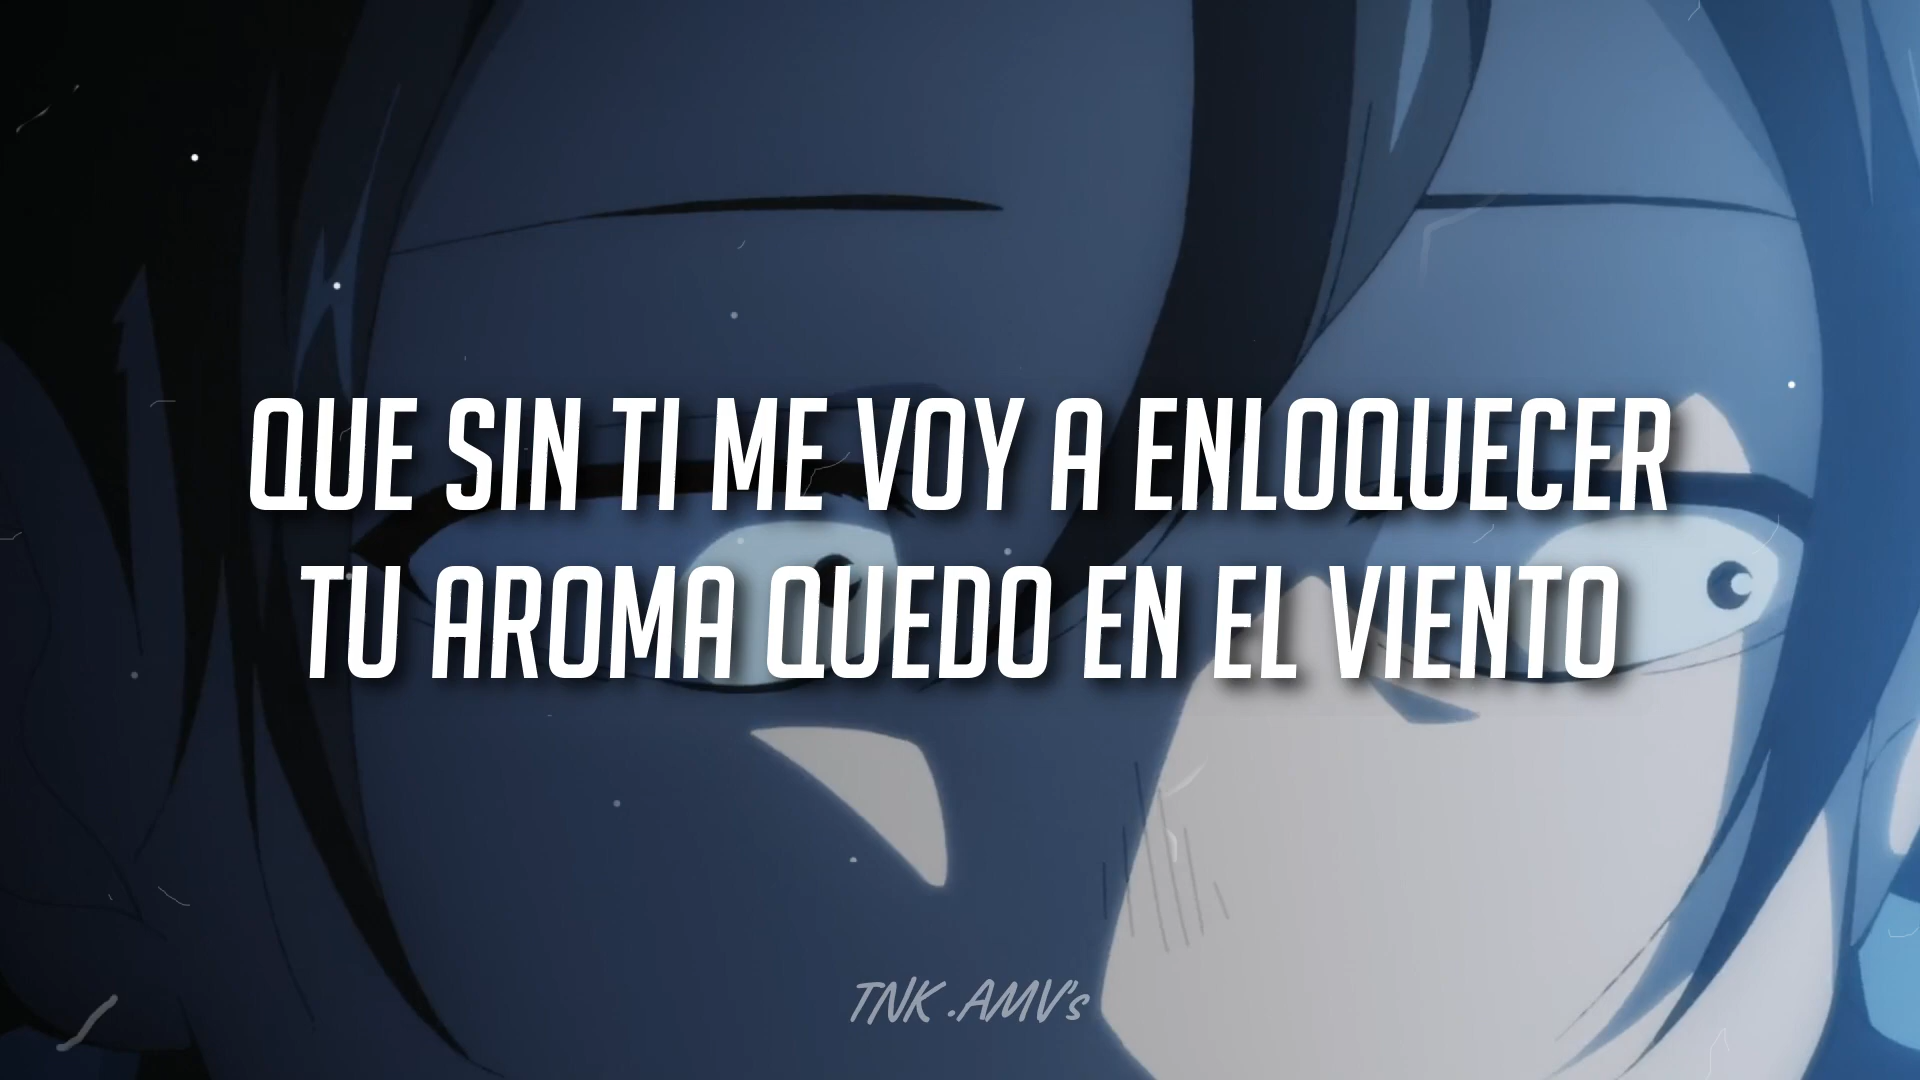 QUE SIN TI ME VOY A ENLOQUECER
TU AROMA QUEDO EN EL VIENTO
TNK .AMV's